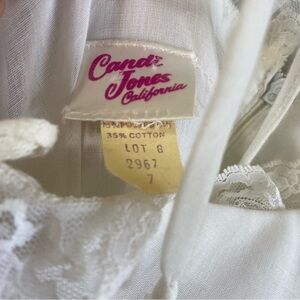 Candi
Jones
California
35% COTTON
LOT 8
2967
7